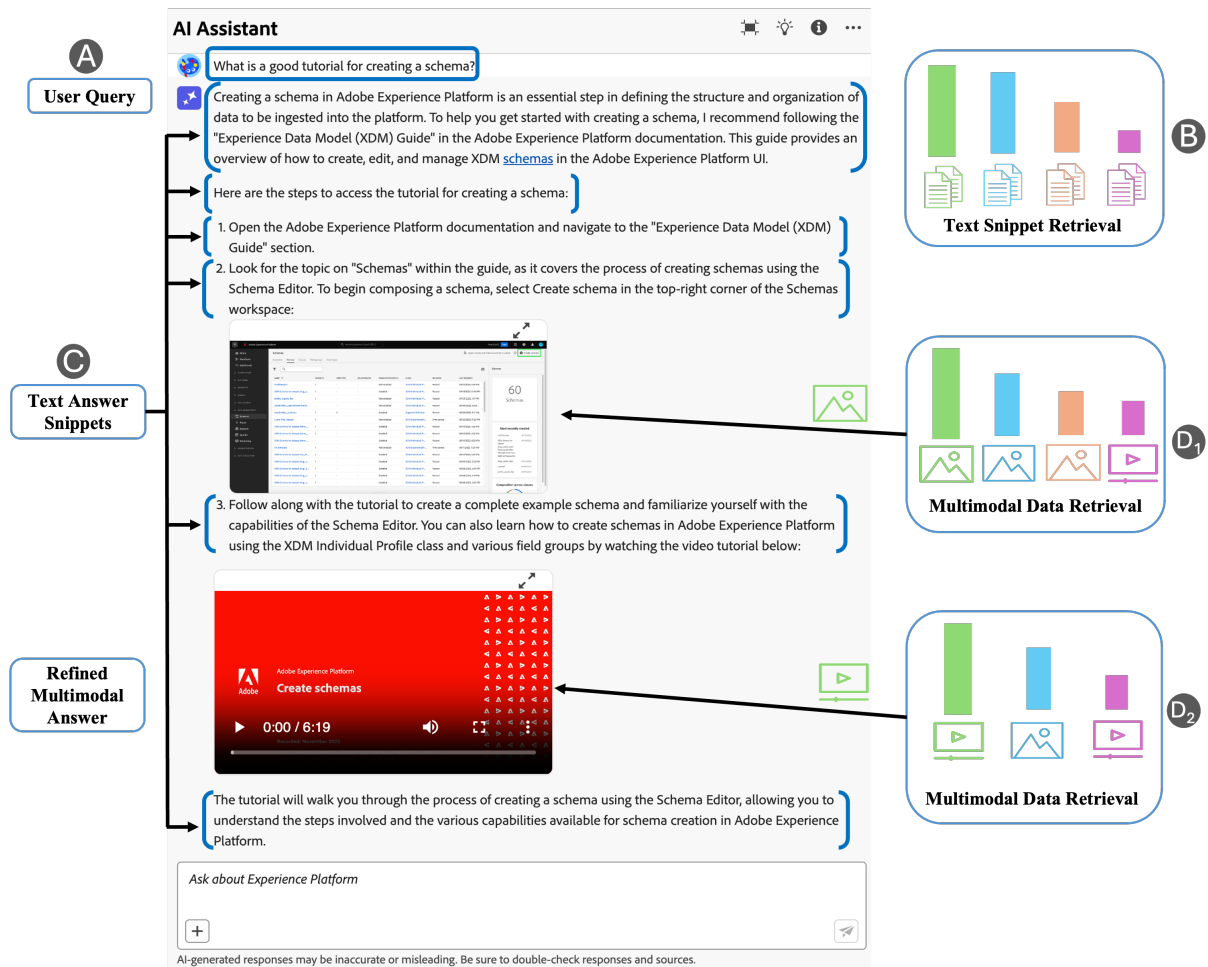 AI Assistant
A
User Query
What is a good tutorial for creating a schema?
Creating a schema in Adobe Experience Platform is an essential step in defining the structure and organization of
data to be ingested into the platform. To help you get started with creating a schema, I recommend following the
"Experience Data Model (XDM) Guide" in the Adobe Experience Platform documentation. This guide provides an
overview of how to create, edit, and manage XDM schemas in the Adobe Experience Platform UI.
Here are the steps to access the tutorial for creating a schema:
1. Open the Adobe Experience Platform documentation and navigate to the "Experience Data Model (XDM)
Guide" section.
2. Look for the topic on "Schemas" within the guide, as it covers the process of creating schemas using the
Schema Editor. To begin composing a schema, select Create schema in the top-right corner of the Schemas
workspace:
60
Schemas
3. Follow along with the tutorial to create a complete example schema and familiarize yourself with the
capabilities of the Schema Editor. You can also learn how to create schemas in Adobe Experience Platform
using the XDM Individual Profile class and various field groups by watching the video tutorial below:
Adobe
Adobe Experience Platform
Create schemas
0:00 / 6:19
The tutorial will walk you through the process of creating a schema using the Schema Editor, allowing you to
understand the steps involved and the various capabilities available for schema creation in Adobe Experience
Platform.
Ask about Experience Platform
AI-generated responses may be inaccurate or misleading. Be sure to double-check responses and sources.
C
Text Answer
Snippets
Refined
Multimodal
Answer
B
Text Snippet Retrieval
D1
Multimodal Data Retrieval
D2
Multimodal Data Retrieval